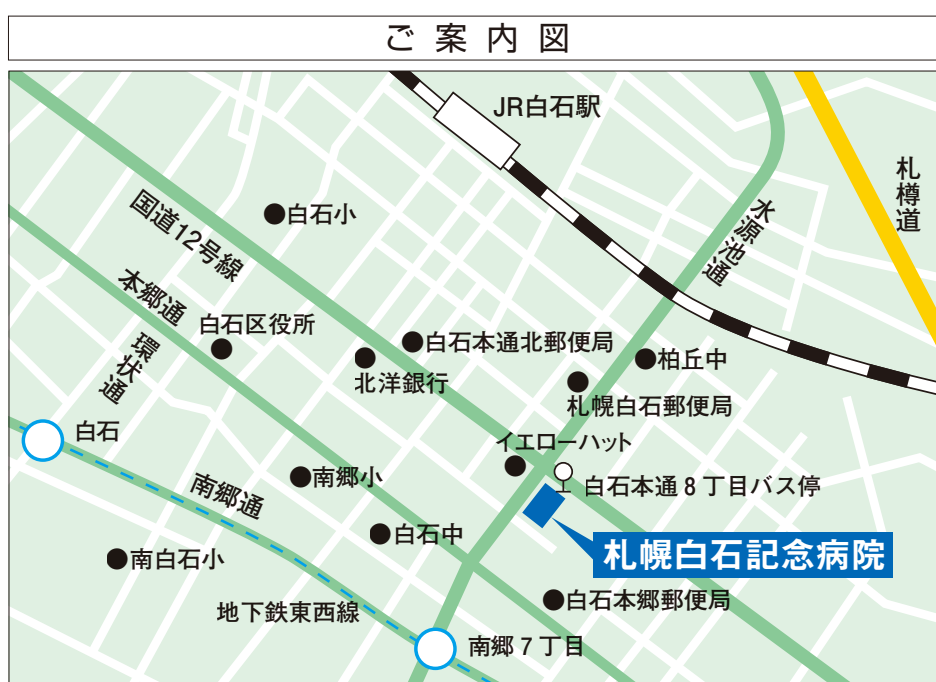 ご案内図
JR白石駅
札樽道
水源池通
白石小
国道12号線
本郷通
白石区役所
環状通
白石本通北郵便局
北洋銀行
柏丘中
札幌白石郵便局
白石
イエローハット
南郷小
南郷通
白石本通8丁目バス停
白石中
札幌白石記念病院
南白石小
地下鉄東西線
白石本郷郵便局
南郷7丁目